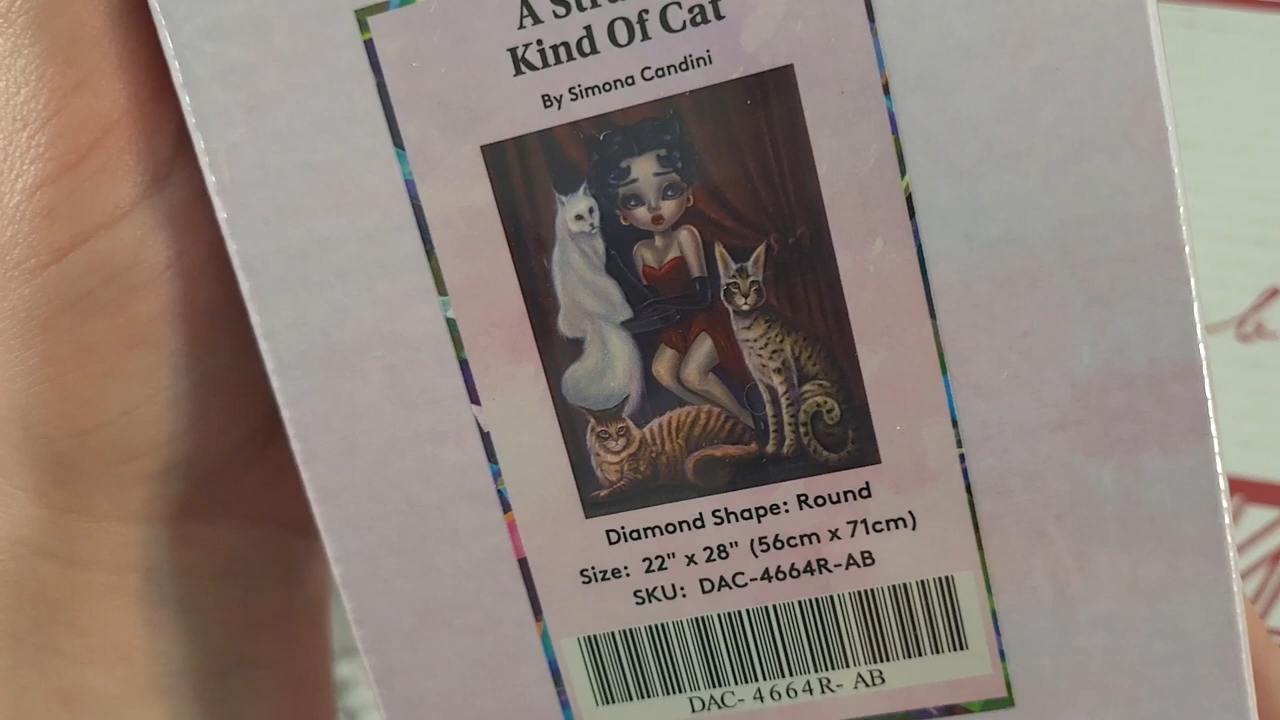 A
Kind Of Cat
By Simona Candini
Diamond Shape: Round
Size: 22" x 28" (56cm x 71cm)
SKU: DAC-4664R-AB
DAC- 4664R- AB